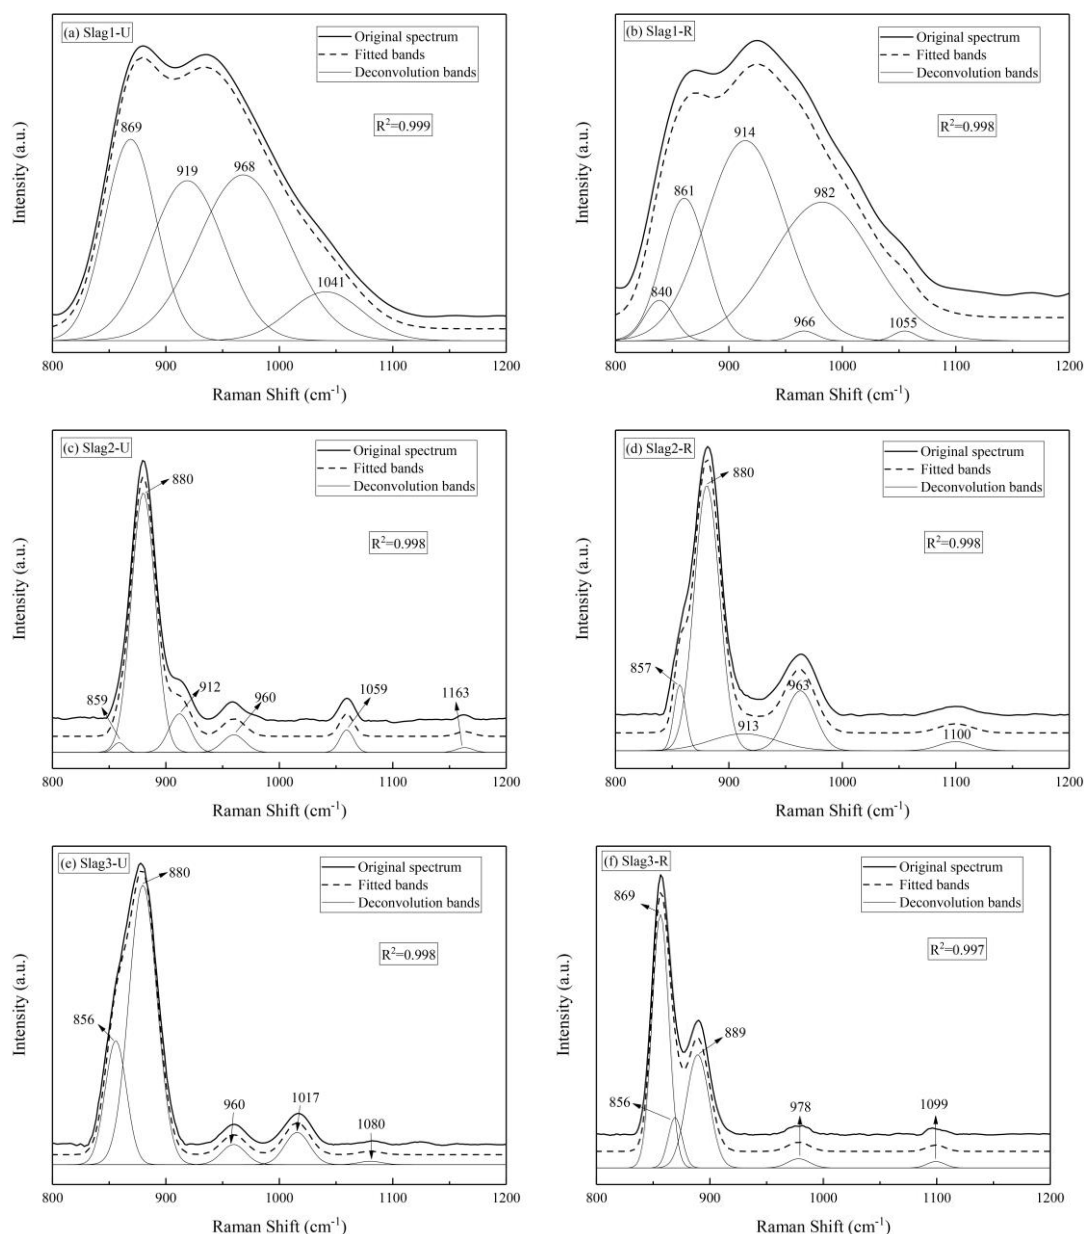 (a) Slag1-U
Original spectrum
Fitted bands
Deconvolution bands
R²=0.999
869
919
968
1041
Intensity (a.u.)
800
900
1000
1100
1200
Raman Shift (cm⁻¹)
(b) Slag1-R
Original spectrum
Fitted bands
Deconvolution bands
R²=0.998
914
861
982
840
966
1055
Intensity (a.u.)
800
900
1000
1100
1200
Raman Shift (cm⁻¹)
(c) Slag2-U
Original spectrum
Fitted bands
Deconvolution bands
880
R²=0.998
912
859
960
1059
1163
Intensity (a.u.)
800
900
1000
1100
1200
Raman Shift (cm⁻¹)
(d) Slag2-R
Original spectrum
Fitted bands
Deconvolution bands
880
R²=0.998
857
963
913
1100
Intensity (a.u.)
800
900
1000
1100
1200
Raman Shift (cm⁻¹)
(e) Slag3-U
Original spectrum
Fitted bands
Deconvolution bands
880
R²=0.998
856
960
1017
1080
Intensity (a.u.)
800
900
1000
1100
1200
Raman Shift (cm⁻¹)
(f) Slag3-R
Original spectrum
Fitted bands
Deconvolution bands
869
R²=0.997
889
856
978
1099
Intensity (a.u.)
800
900
1000
1100
1200
Raman Shift (cm⁻¹)